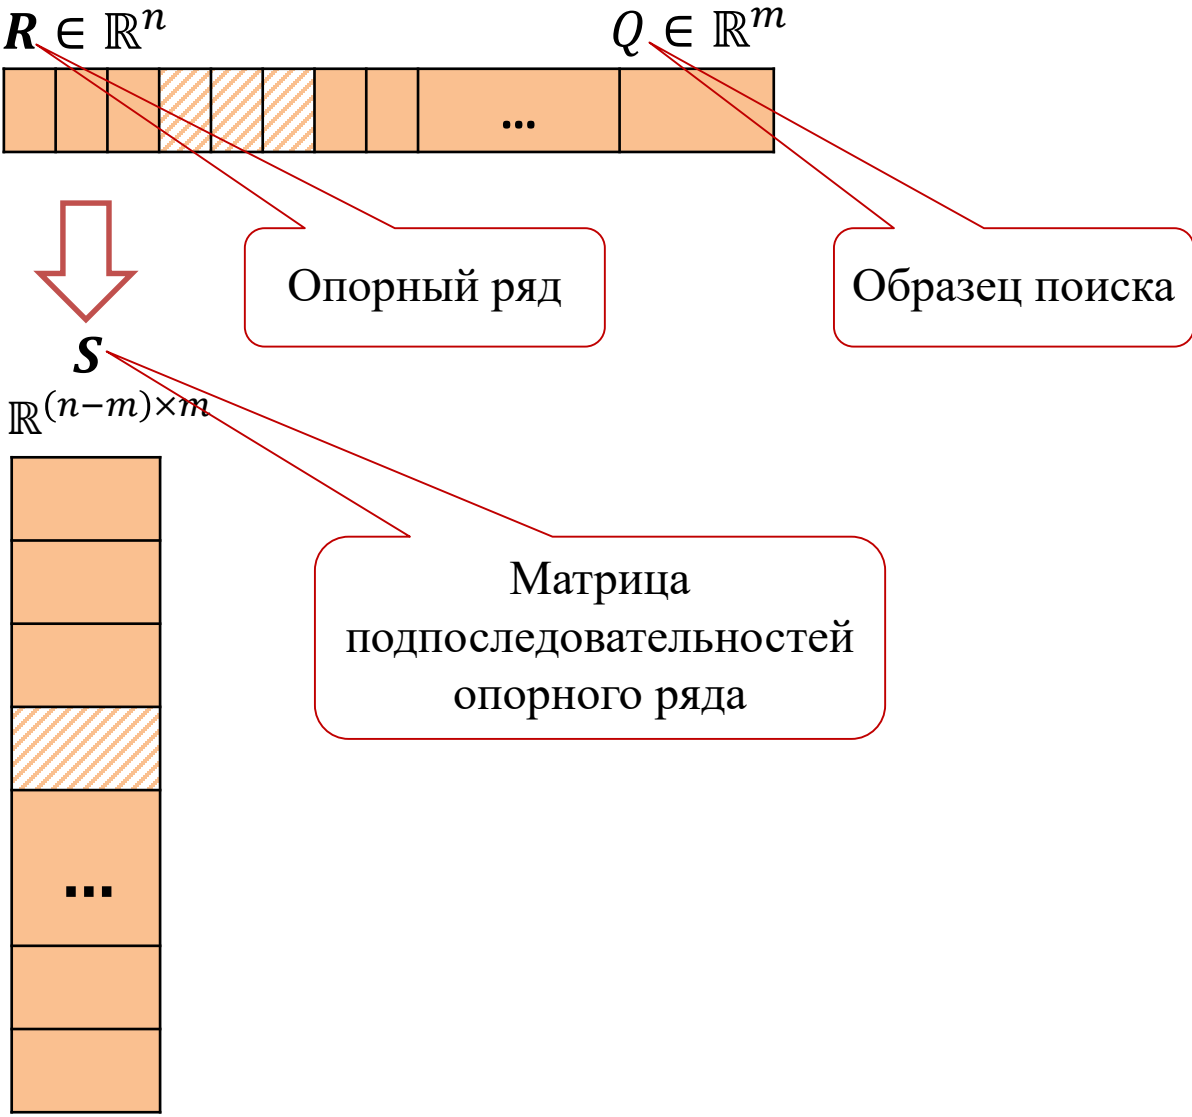 R ∈ ℝⁿ
Q ∈ ℝᵐ
...
Опорный ряд
Образец поиска
S
ℝ⁽ⁿ⁻ᵐ⁾ˣᵐ
Матрица
подпоследовательностей
опорного ряда
...